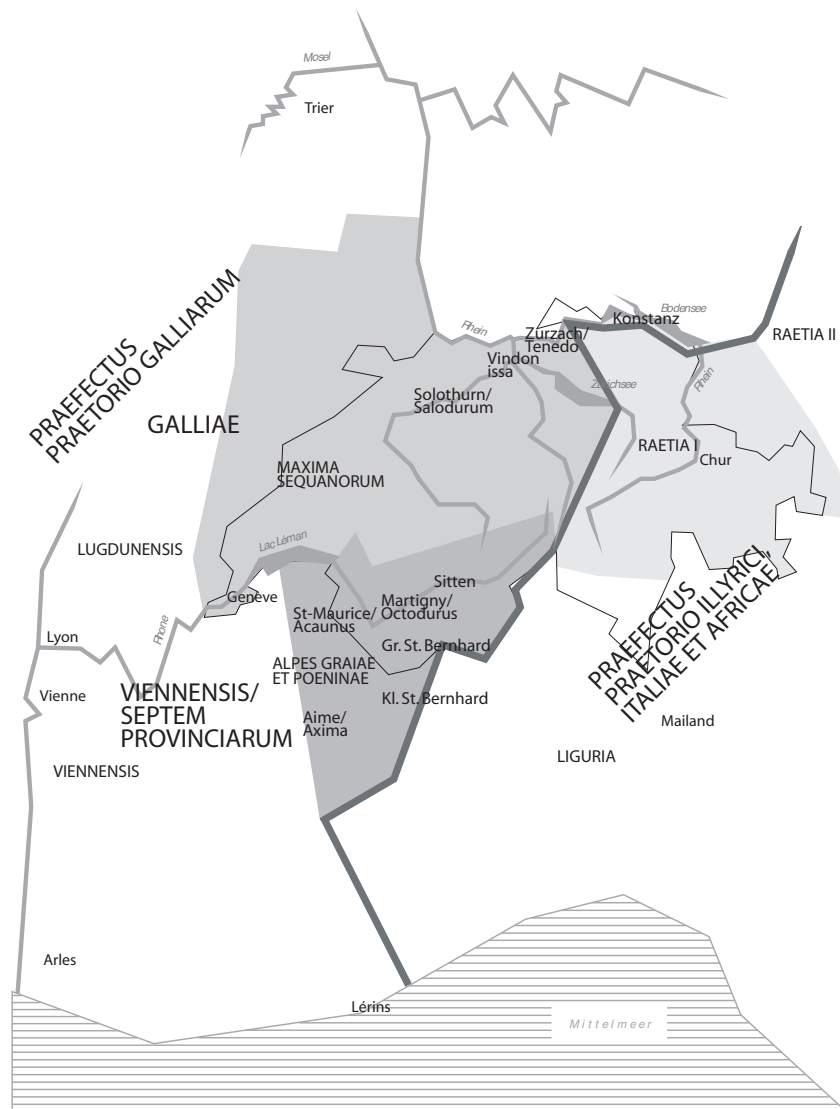 Mosel
Trier
PRAEFECTUS
PRAETORIO GALLIARUM
GALLIAE
Rhein
Bodensee
Konstanz
Zurzach/
Tenedo
RAETIA II
Vindon
issa
Zürichsee
Rhein
Solothurn/
Salodurum
RAETIA I
Chur
MAXIMA
SEQUANORUM
LUGDUNENSIS
Lac Léman
Sitten
Genève
Martigny/
Octodurus
St-Maurice/
Acaunus
PRAEFECTUS
PRAETORIO ILLYRICI,
ITALIAE ET AFRICAE
Lyon
Rhone
Gr. St. Bernhard
ALPES GRAIAE
ET POENINAE
Vienne
VIENNENSIS/
SEPTEM
PROVINCIARUM
Kl. St. Bernhard
Aime/
Axima
Mailand
LIGURIA
VIENNENSIS
Arles
Lérins
Mittelmeer